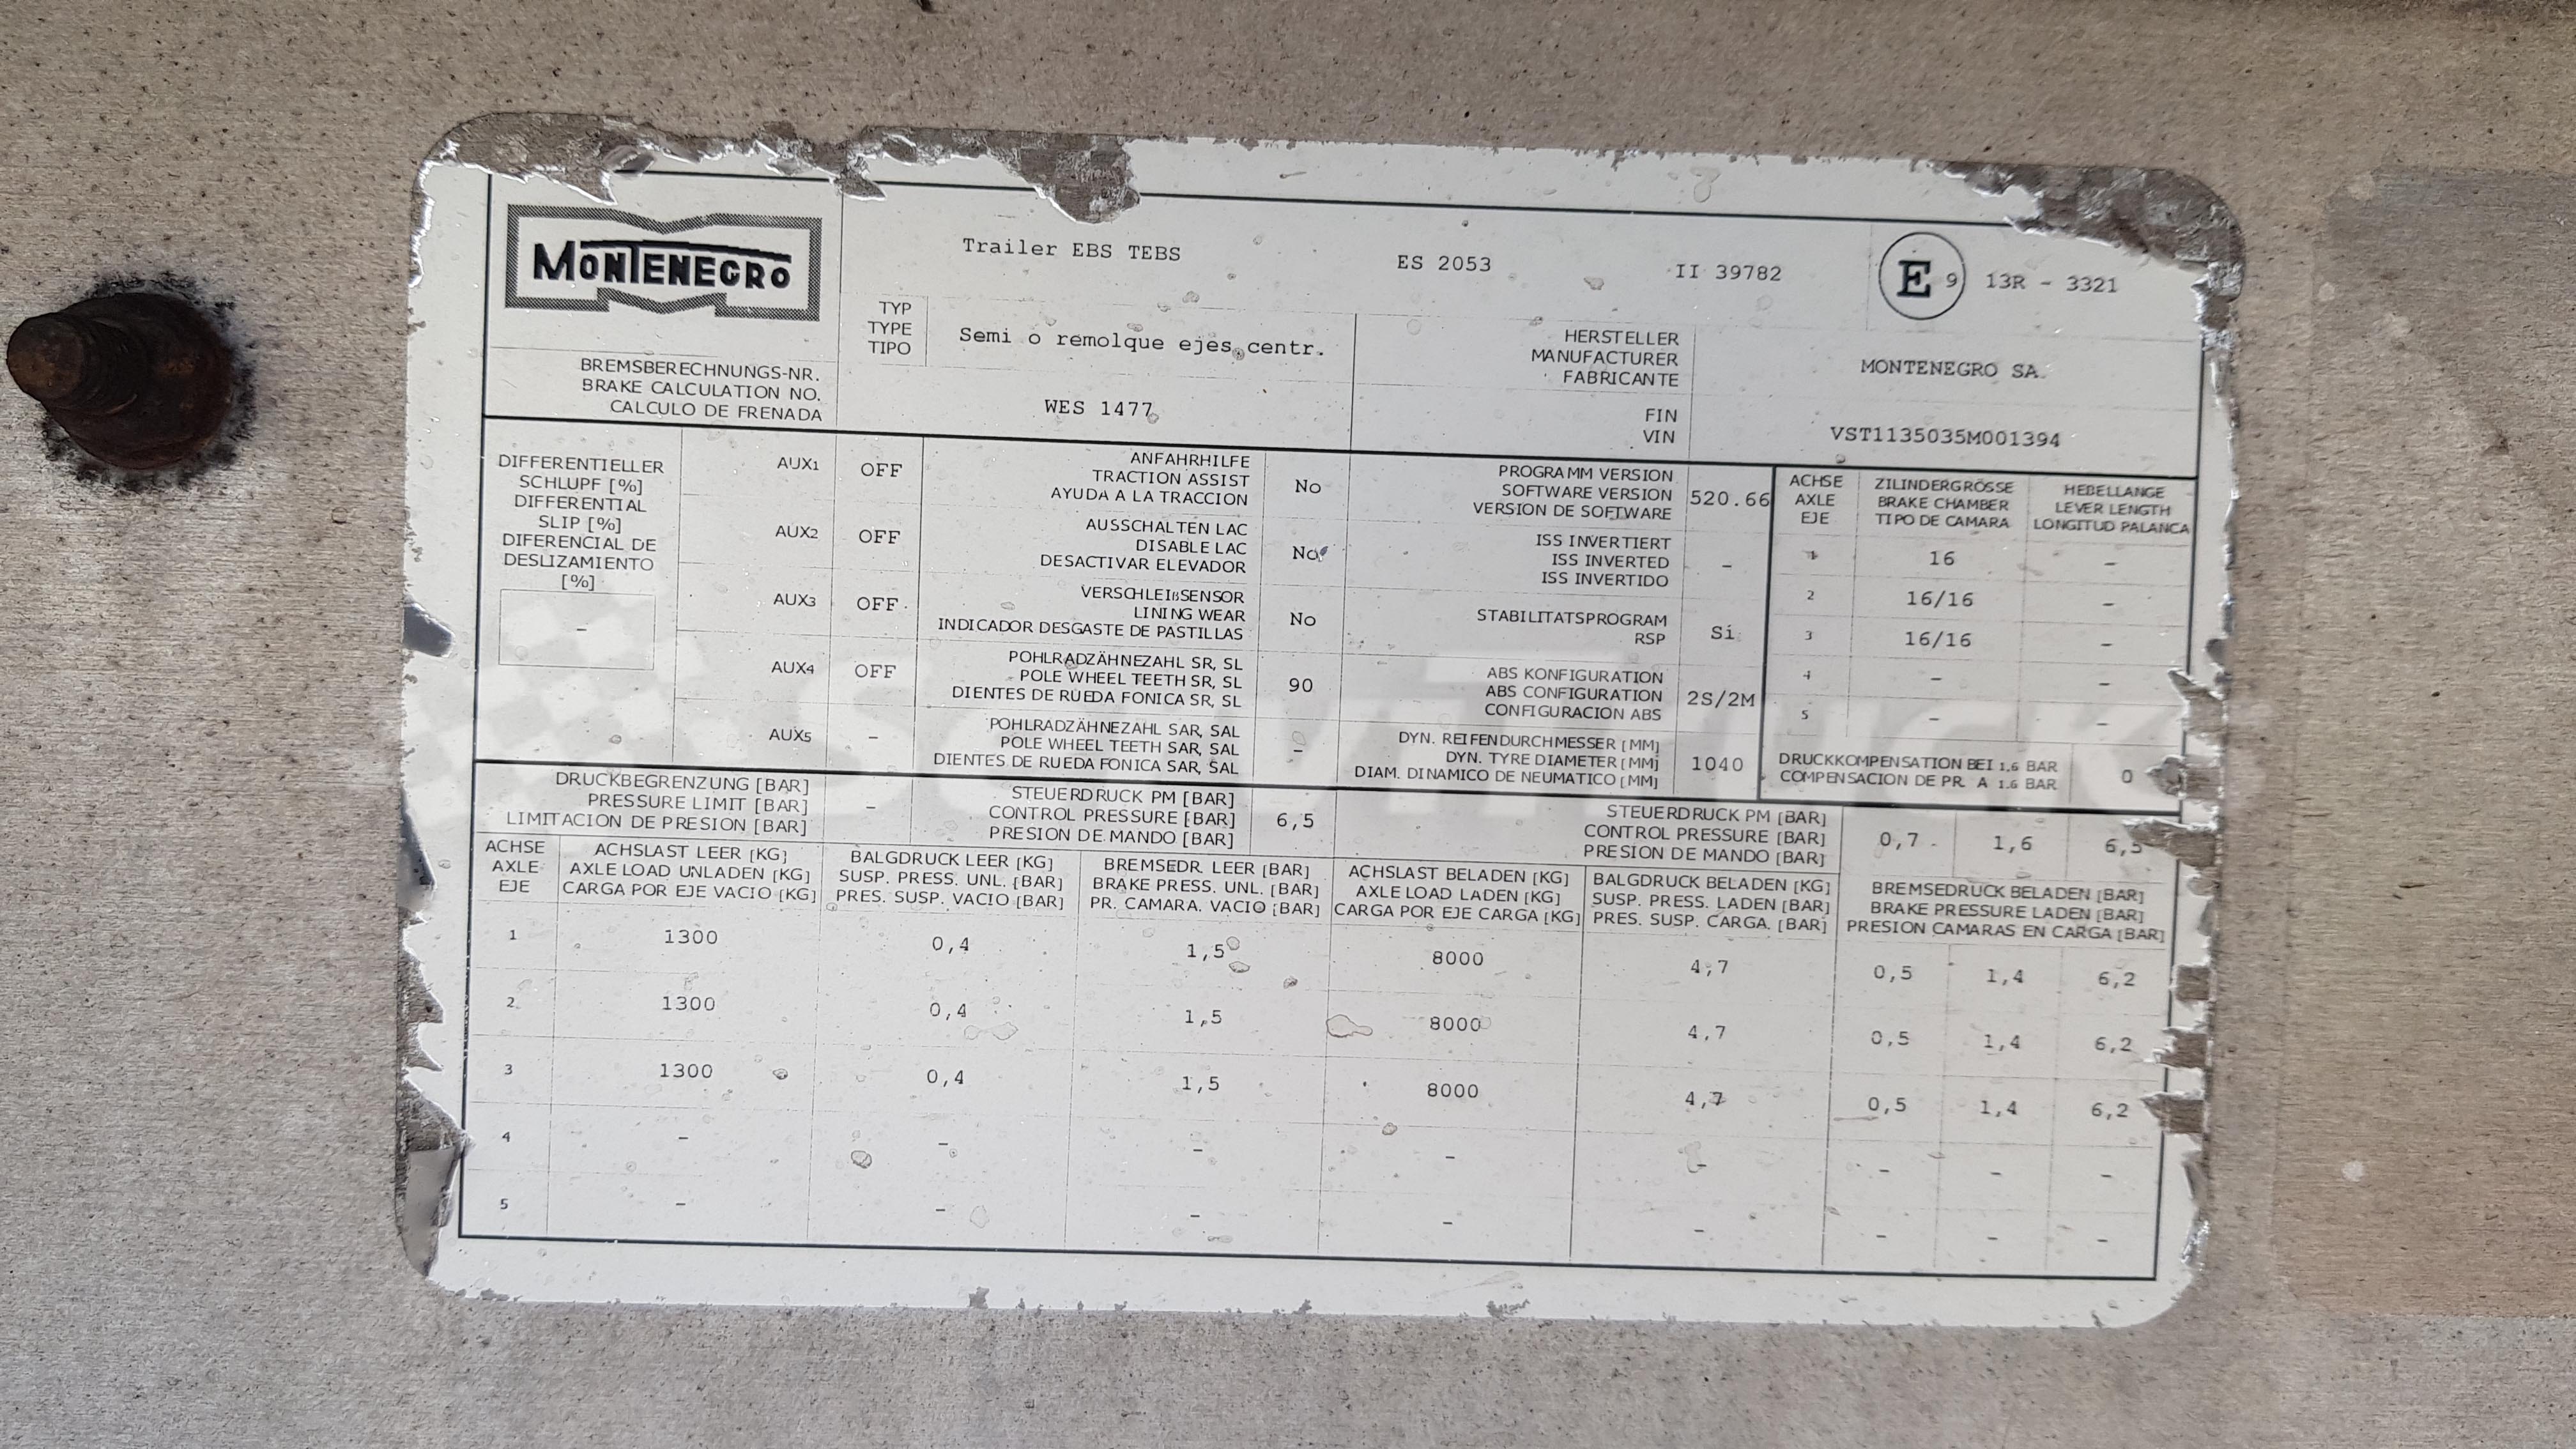 MONTENEGRO
Trailer EBS TEBS ES 2053 II 39782 E 9 13R - 3321
TYP
TYPE
TIPO
Semi o remolque ejes centr.
HERSTELLER
MANUFACTURER
FABRICANTE
MONTENEGRO SA.
BREMSBERECHNUNGS-NR.
BRAKE CALCULATION NO.
CALCULO DE FRENADA
WES 1477
FIN
VIN
VST1135035M001394
DIFFERENTIELLER
SCHLUPF [%]
DIFFERENTIAL
SLIP [%]
DIFERENCIAL DE
DESLIZAMIENTO
[%]
-
AUX1 OFF
AUX2 OFF
AUX3 OFF
AUX4 OFF
AUX5 -
ANFAHRHILFE
TRACTION ASSIST
AYUDA A LA TRACCION
No
AUSSCHALTEN LAC
DISABLE LAC
DESACTIVAR ELEVADOR
No
VERSCHLEIßSENSOR
LINING WEAR
INDICADOR DESGASTE DE PASTILLAS
No
POHLRADZÄHNEZAHL SR, SL
POLE WHEEL TEETH SR, SL
DIENTES DE RUEDA FONICA SR, SL
90
POHLRADZÄHNEZAHL SAR, SAL
POLE WHEEL TEETH SAR, SAL
DIENTES DE RUEDA FONICA SAR, SAL
-
PROGRAMM VERSION
SOFTWARE VERSION
VERSION DE SOFTWARE
520.66
ISS INVERTIERT
ISS INVERTED
ISS INVERTIDO
-
STABILITATSPROGRAM
RSP
Sí
ABS KONFIGURATION
ABS CONFIGURATION
CONFIGURACION ABS
2S/2M
DYN. REIFENDURCHMESSER [MM]
DYN. TYRE DIAMETER [MM]
DIAM. DINAMICO DE NEUMATICO [MM]
1040
ACHSE
AXLE
EJE
ZILINDERGRÖSSE
BRAKE CHAMBER
TIPO DE CAMARA
HEBELLANGE
LEVER LENGTH
LONGITUD PALANCA
1 16 -
2 16/16 -
3 16/16 -
4 - -
5 - -
DRUCKKOMPENSATION BEI 1,6 BAR
COMPENSACION DE PR. A 1.6 BAR
0
DRUCKBEGRENZUNG [BAR]
PRESSURE LIMIT [BAR]
LIMITACION DE PRESION [BAR]
-
STEUERDRUCK PM [BAR]
CONTROL PRESSURE [BAR]
PRESION DE MANDO [BAR]
6,5
STEUERDRUCK PM [BAR]
CONTROL PRESSURE [BAR]
PRESION DE MANDO [BAR]
0,7 1,6 6,5
ACHSE
AXLE
EJE
ACHSLAST LEER [KG]
AXLE LOAD UNLADEN [KG]
CARGA POR EJE VACIO [KG]
BALGDRUCK LEER [KG]
SUSP. PRESS. UNL. [BAR]
PRES. SUSP. VACIO [BAR]
BREMSEDR. LEER [BAR]
BRAKE PRESS. UNL. [BAR]
PR. CAMARA. VACIO [BAR]
ACHSLAST BELADEN [KG]
AXLE LOAD LADEN [KG]
CARGA POR EJE CARGA [KG]
BALGDRUCK BELADEN [KG]
SUSP. PRESS. LADEN [BAR]
PRES. SUSP. CARGA. [BAR]
BREMSEDRUCK BELADEN [BAR]
BRAKE PRESSURE LADEN [BAR]
PRESION CAMARAS EN CARGA [BAR]
1 1300 0,4 1,5 8000 4,7 0,5 1,4 6,2
2 1300 0,4 1,5 8000 4,7 0,5 1,4 6,2
3 1300 0,4 1,5 8000 4,7 0,5 1,4 6,2
4 - - - - - - - -
5 - - - - - - - -